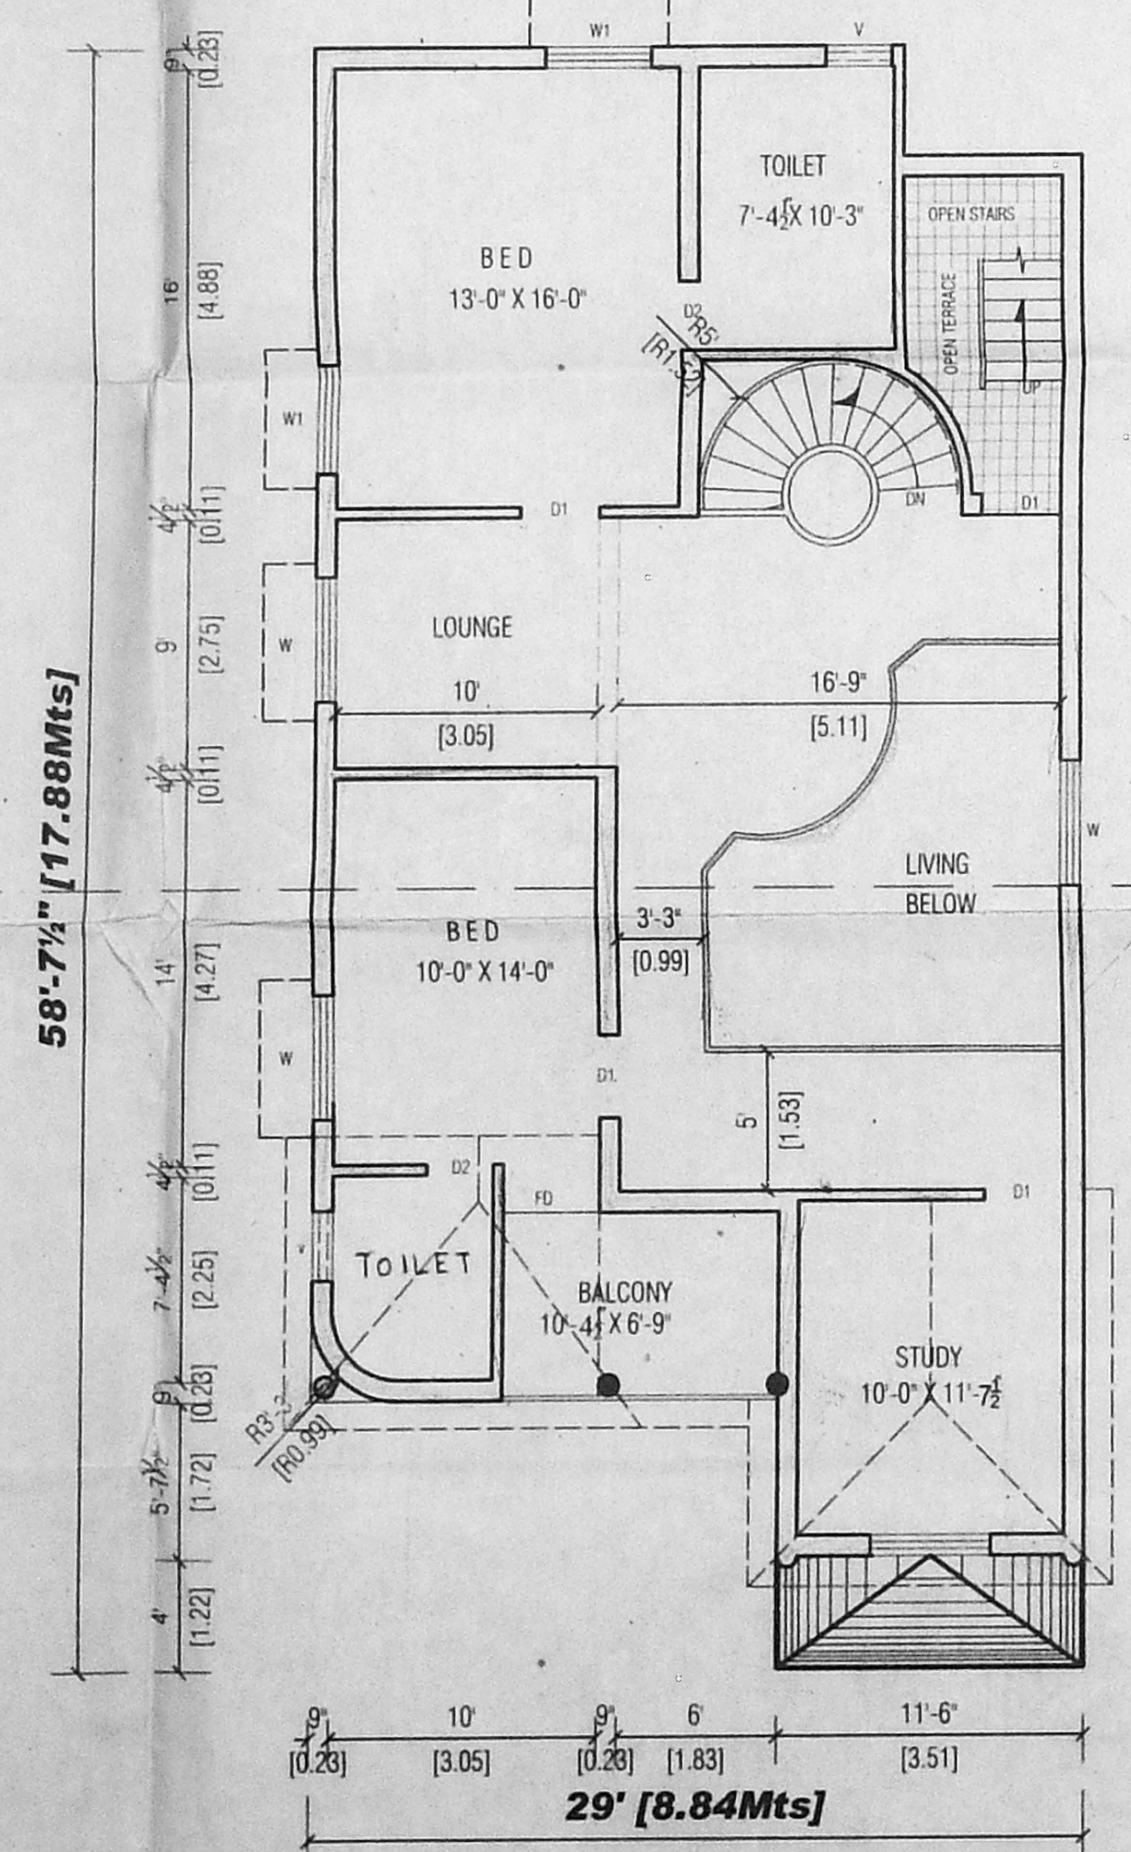 W1
V
9"
[0.23]
TOILET
7'-4½ X 10'-3"
OPEN STAIRS
BED
13'-0" X 16'-0"
16'
[4.88]
OPEN TERRACE
D2
R5'
[R1.52]
UP
W1
DN
D1
D1
4½"
[0.11]
LOUNGE
W
9'
[2.75]
10'
[3.05]
16'-9"
[5.11]
4½"
[0.11]
58'-7½" [17.88Mts]
W
LIVING
BELOW
BED
10'-0" X 14'-0"
3'-3"
[0.99]
14'
[4.27]
W
D1
5'
[1.53]
4½"
[0.11]
D2
FD
D1
V
TOILET
7'-4½"
[2.25]
BALCONY
10'-4½ X 6'-9"
STUDY
10'-0" X 11'-7½
9"
[0.23]
R3'-3"
[R0.99]
5'-7½"
[1.72]
4'
[1.22]
9"
10'
9"
6'
11'-6"
[0.23]
[3.05]
[0.23]
[1.83]
[3.51]
29' [8.84Mts]